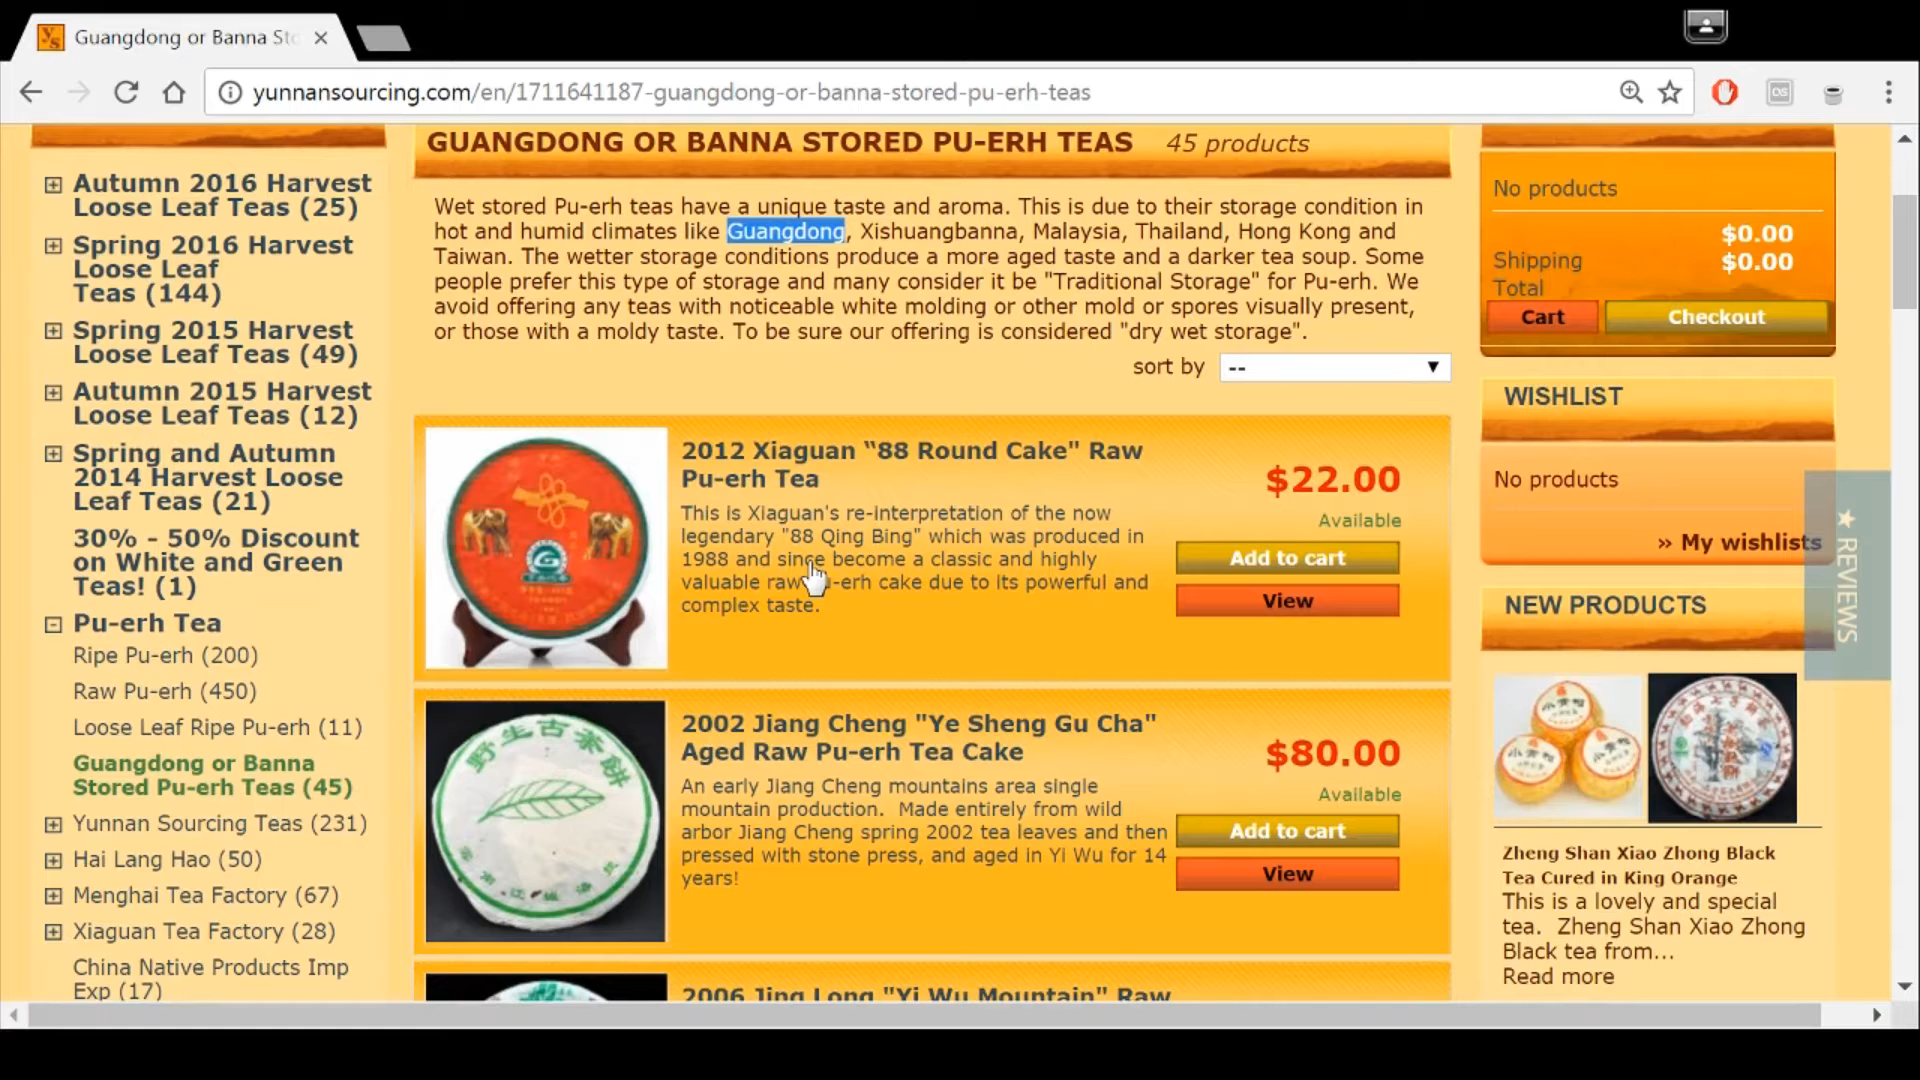 Guangdong or Banna Sto
yunnansourcing.com/en/1711641187-guangdong-or-banna-stored-pu-erh-teas
Autumn 2016 Harvest
Loose Leaf Teas (25)
Spring 2016 Harvest
Loose Leaf
Teas (144)
Spring 2015 Harvest
Loose Leaf Teas (49)
Autumn 2015 Harvest
Loose Leaf Teas (12)
Spring and Autumn
2014 Harvest Loose
Leaf Teas (21)
30% - 50% Discount
on White and Green
Teas! (1)
Pu-erh Tea
Ripe Pu-erh (200)
Raw Pu-erh (450)
Loose Leaf Ripe Pu-erh (11)
Guangdong or Banna
Stored Pu-erh Teas (45)
Yunnan Sourcing Teas (231)
Hai Lang Hao (50)
Menghai Tea Factory (67)
Xiaguan Tea Factory (28)
China Native Products Imp
Exp (17)
GUANGDONG OR BANNA STORED PU-ERH TEAS 45 products
Wet stored Pu-erh teas have a unique taste and aroma. This is due to their storage condition in
hot and humid climates like Guangdong, Xishuangbanna, Malaysia, Thailand, Hong Kong and
Taiwan. The wetter storage conditions produce a more aged taste and a darker tea soup. Some
people prefer this type of storage and many consider it be "Traditional Storage" for Pu-erh. We
avoid offering any teas with noticeable white molding or other mold or spores visually present,
or those with a moldy taste. To be sure our offering is considered "dry wet storage".
sort by --
2012 Xiaguan “88 Round Cake" Raw
Pu-erh Tea
This is Xiaguan's re-interpretation of the now
legendary "88 Qing Bing" which was produced in
1988 and since become a classic and highly
valuable raw -erh cake due to its powerful and
complex taste.
$22.00
Available
Add to cart
View
野生古茶餅
2002 Jiang Cheng "Ye Sheng Gu Cha"
Aged Raw Pu-erh Tea Cake
An early Jiang Cheng mountains area single
mountain production. Made entirely from wild
arbor Jiang Cheng spring 2002 tea leaves and then
pressed with stone press, and aged in Yi Wu for 14
years!
$80.00
Available
Add to cart
View
2006 Jing Long "Yi Wu Mountain" Raw
No products
$0.00
Shipping $0.00
Total
Cart
Checkout
WISHLIST
No products
» My wishlists
★ REVIEWS
NEW PRODUCTS
Zheng Shan Xiao Zhong Black
Tea Cured in King Orange
This is a lovely and special
tea. Zheng Shan Xiao Zhong
Black tea from...
Read more